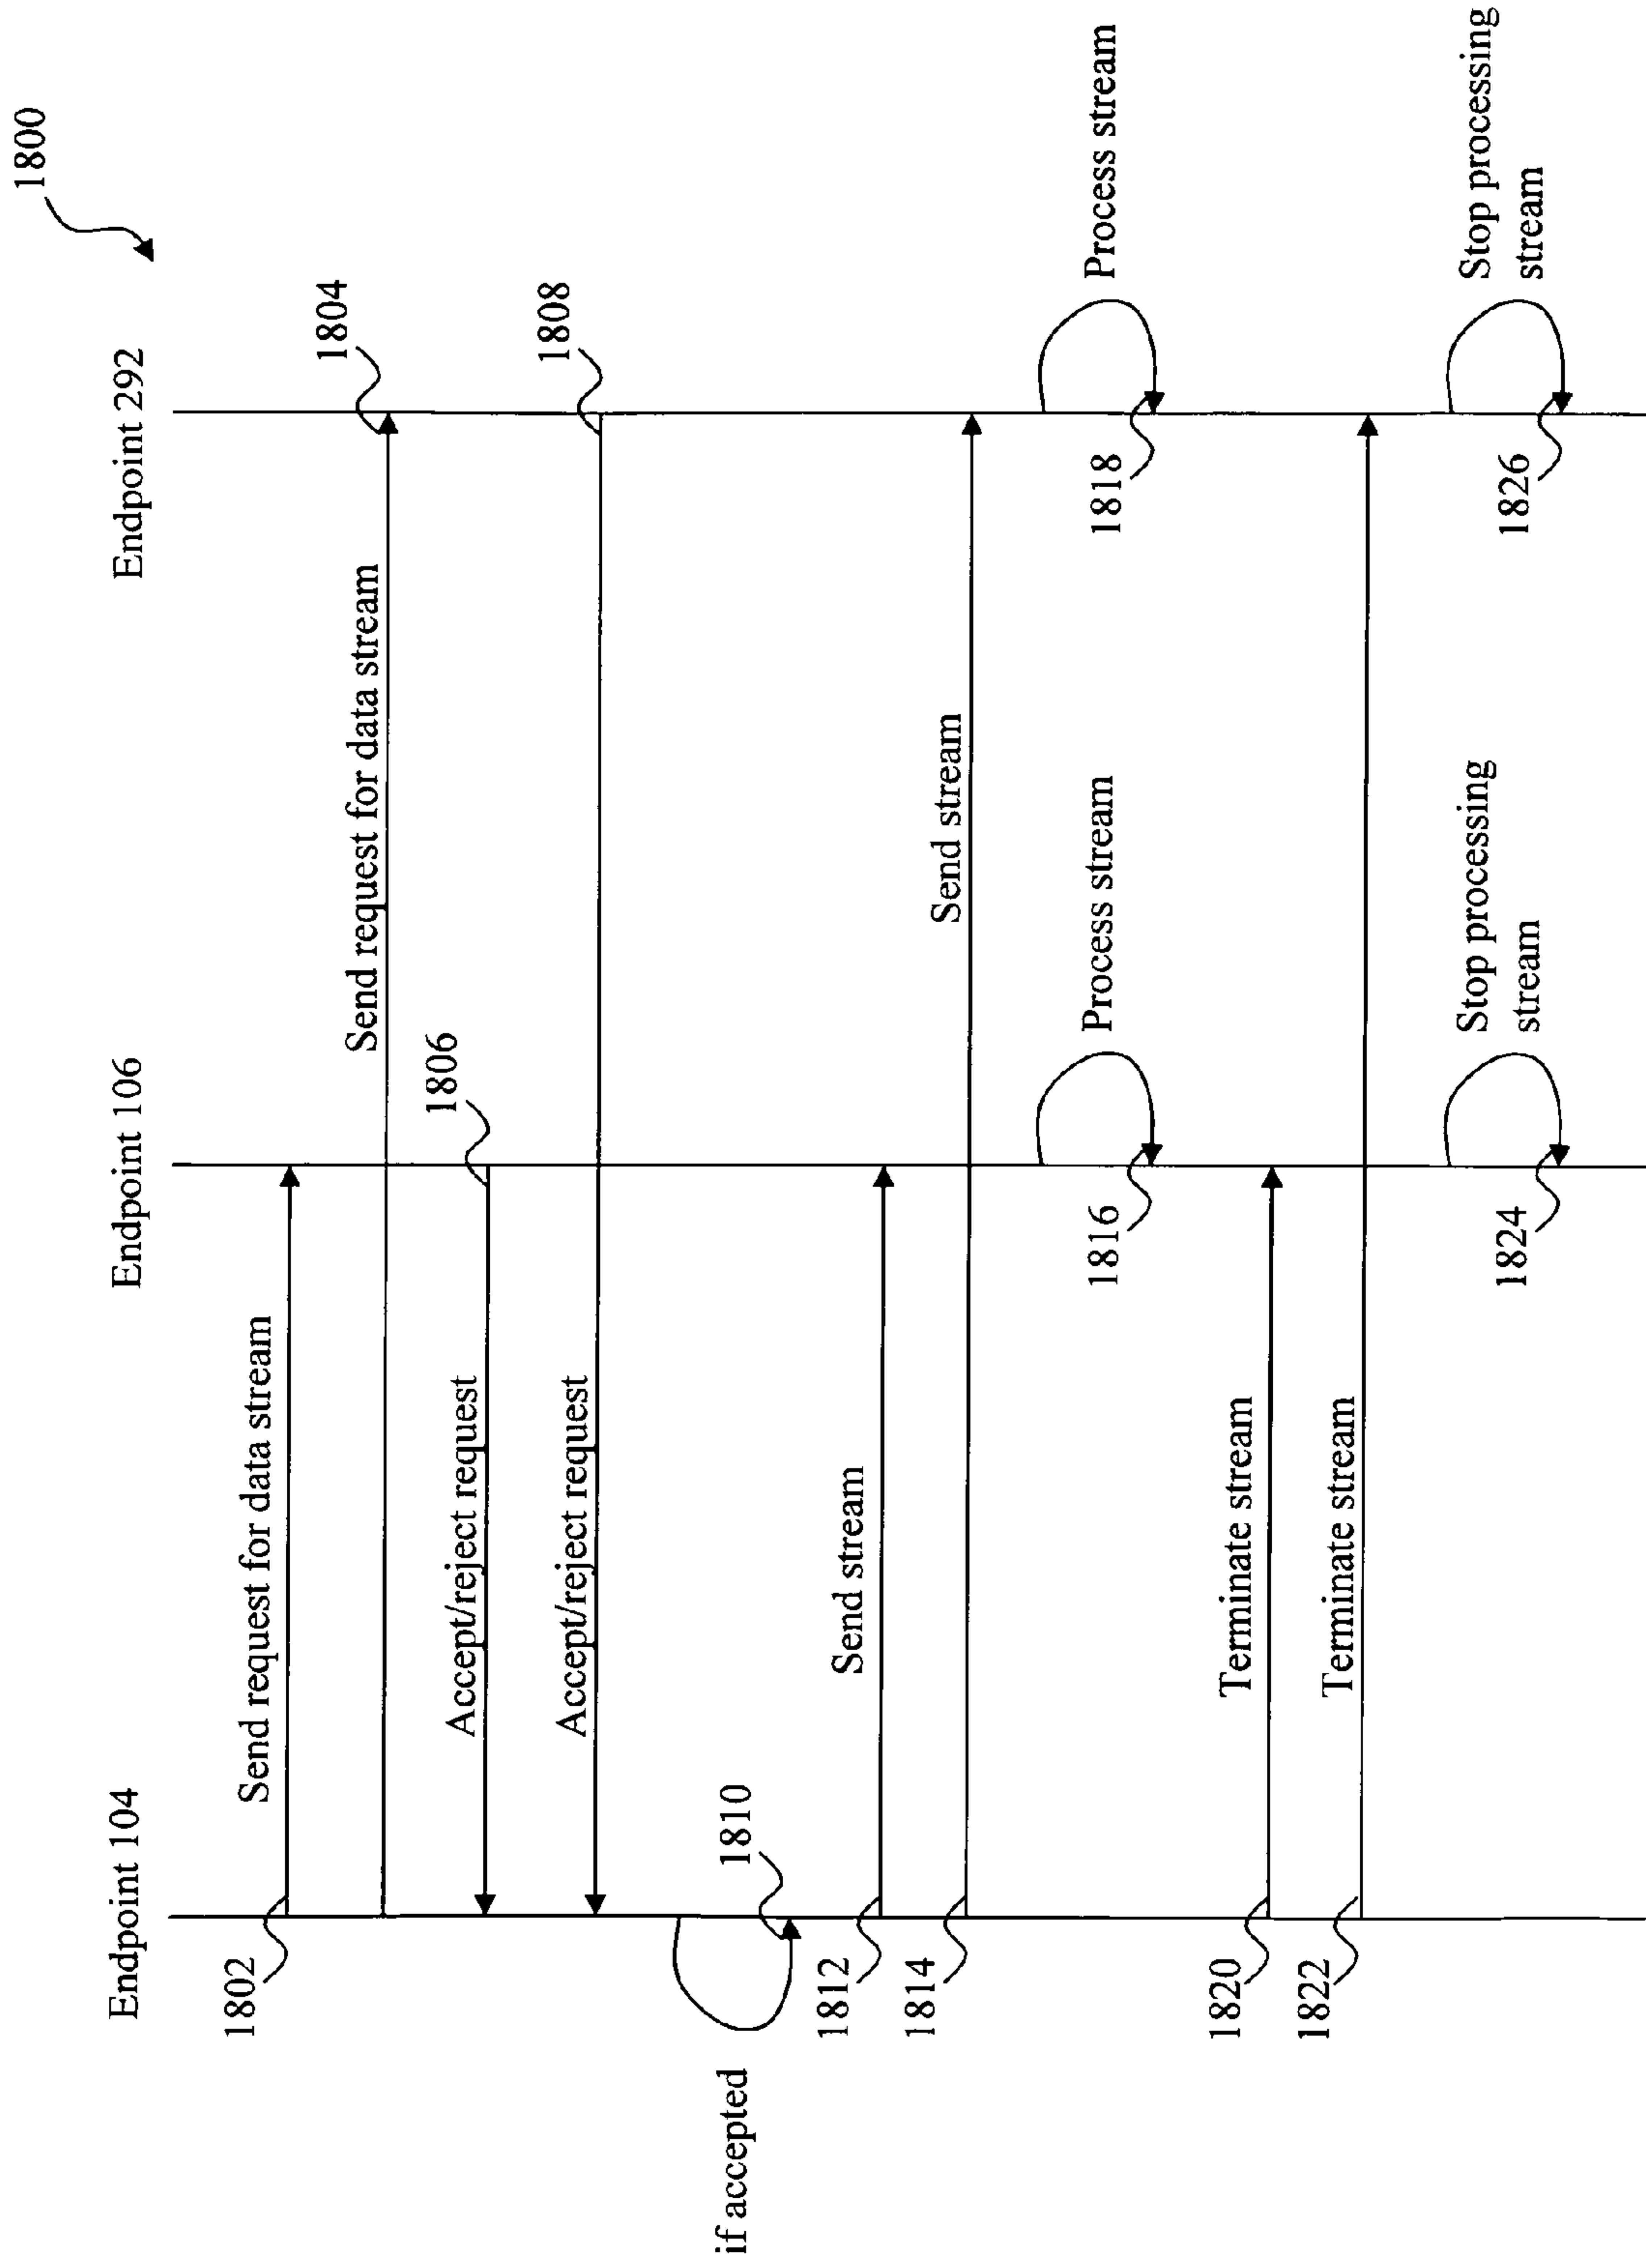 1800
Endpoint 104
Endpoint 106
Endpoint 292
1802
Send request for data stream
Send request for data stream
1804
Accept/reject request
1806
Accept/reject request
1808
if accepted
1810
1812
Send stream
1814
Send stream
1816
Process stream
1818
Process stream
1820
Terminate stream
1822
Terminate stream
1824
Stop processing
stream
1826
Stop processing
stream